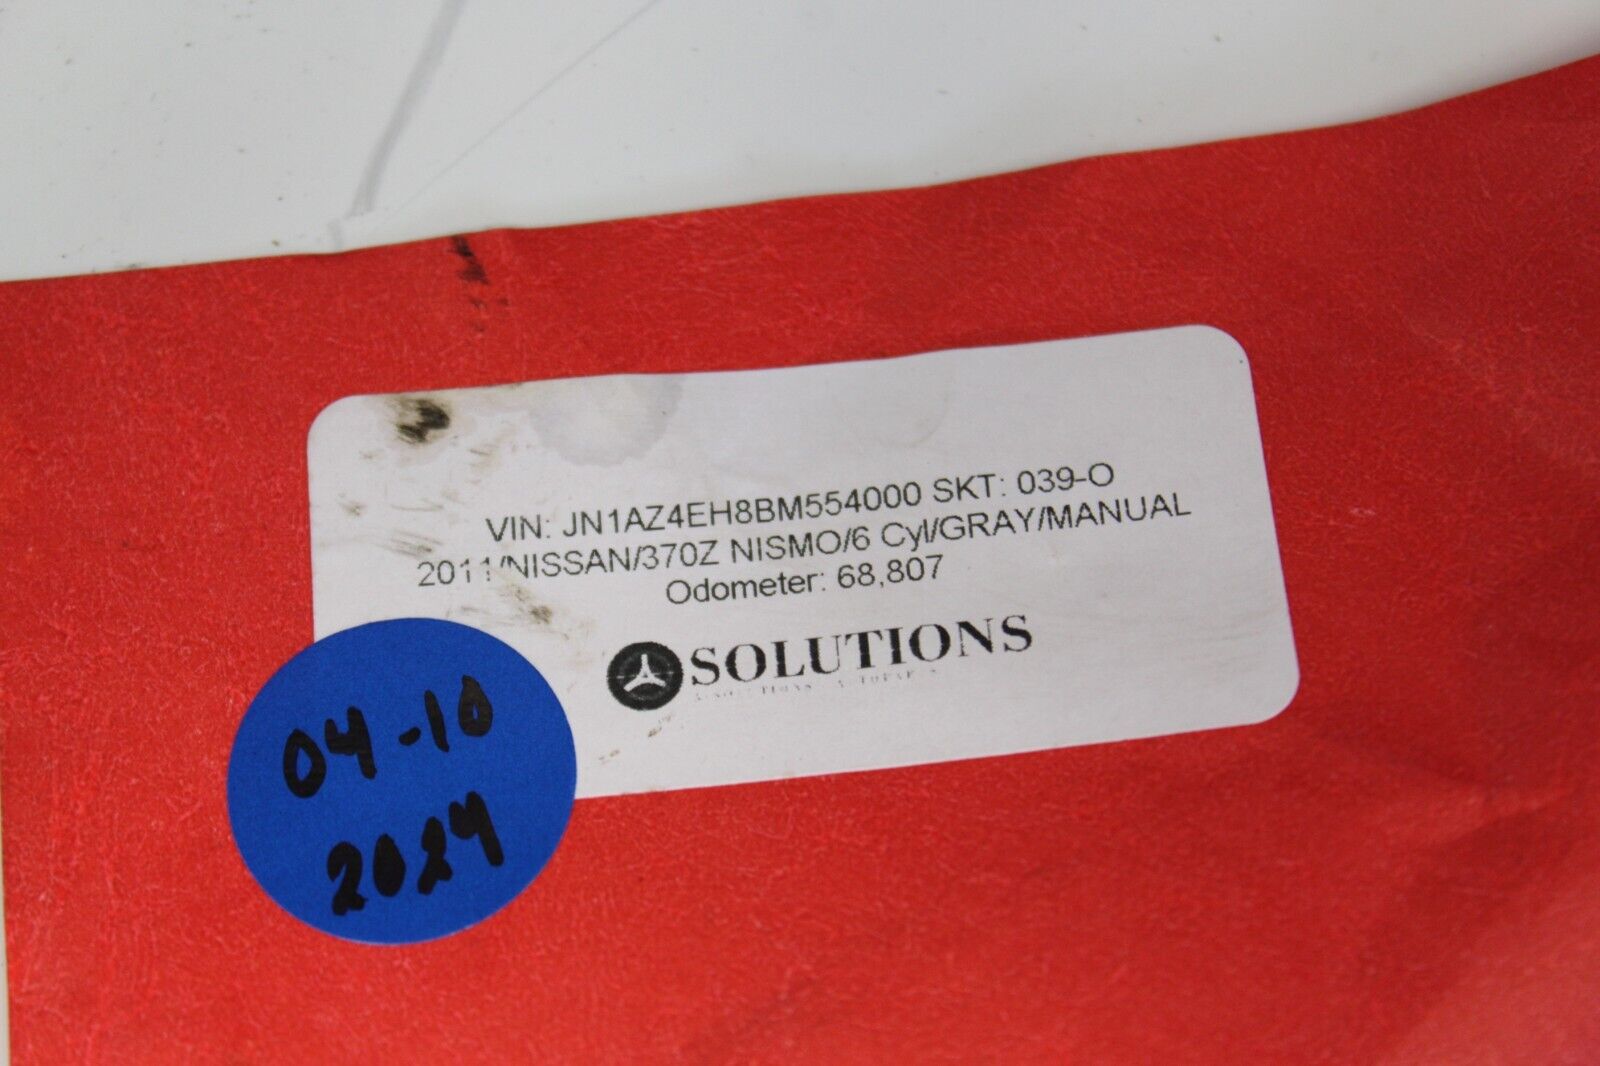 VIN: JN1AZ4EH8BM554000 SKT: 039-O
2011/NISSAN/370Z NISMO/6 Cyl/GRAY/MANUAL
Odometer: 68,807
SOLUTIONS
04-10
2024